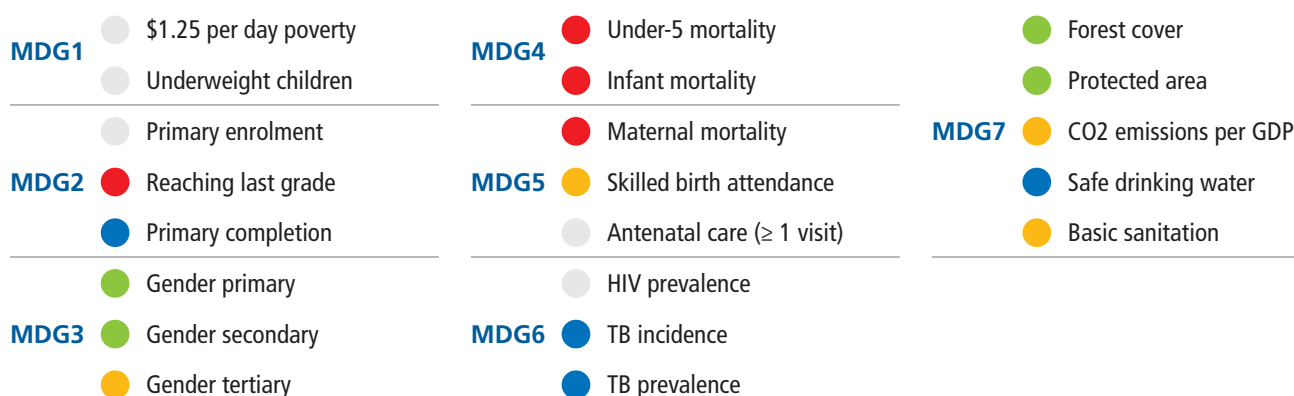 MDG1
$1.25 per day poverty
Underweight children
MDG2
Primary enrolment
Reaching last grade
Primary completion
MDG3
Gender primary
Gender secondary
Gender tertiary
MDG4
Under-5 mortality
Infant mortality
MDG5
Maternal mortality
Skilled birth attendance
Antenatal care (≥ 1 visit)
MDG6
HIV prevalence
TB incidence
TB prevalence
MDG7
Forest cover
Protected area
CO2 emissions per GDP
Safe drinking water
Basic sanitation